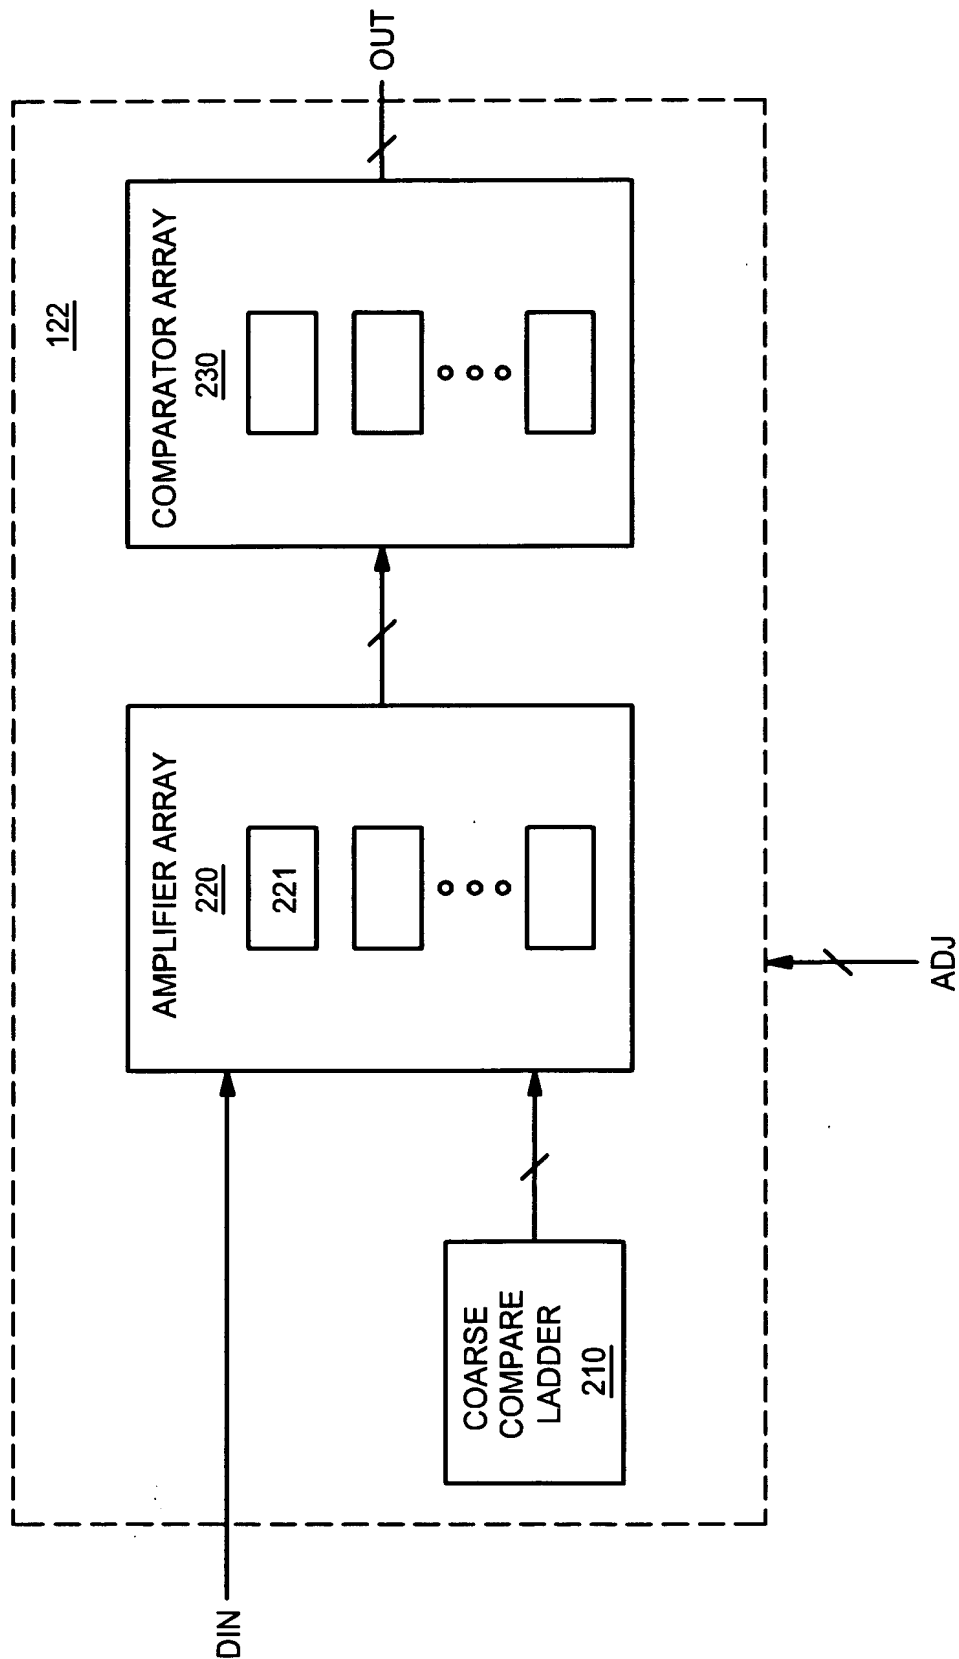 122
DIN
COARSE
COMPARE
LADDER
210
AMPLIFIER ARRAY
220
221
COMPARATOR ARRAY
230
OUT
ADJ